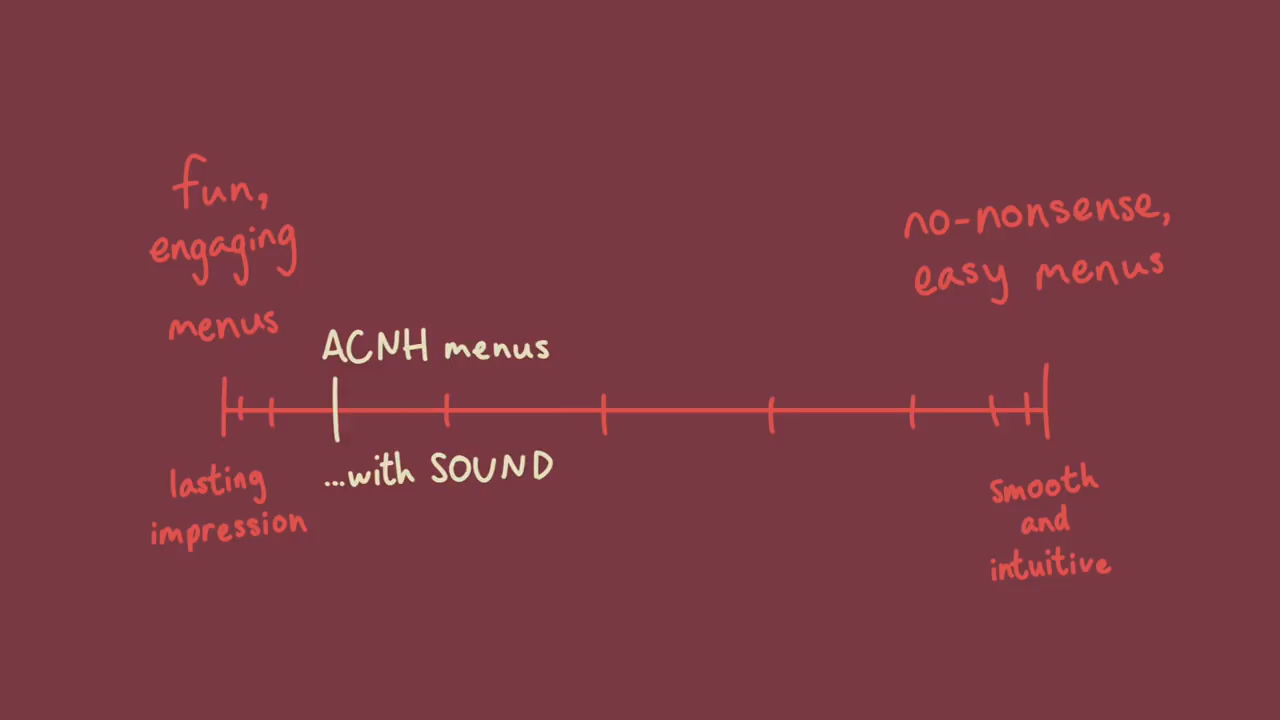 fun,
engaging
menus
no-nonsense,
easy menus
ACNH menus
...with SOUND
lasting
impression
smooth
and
intuitive